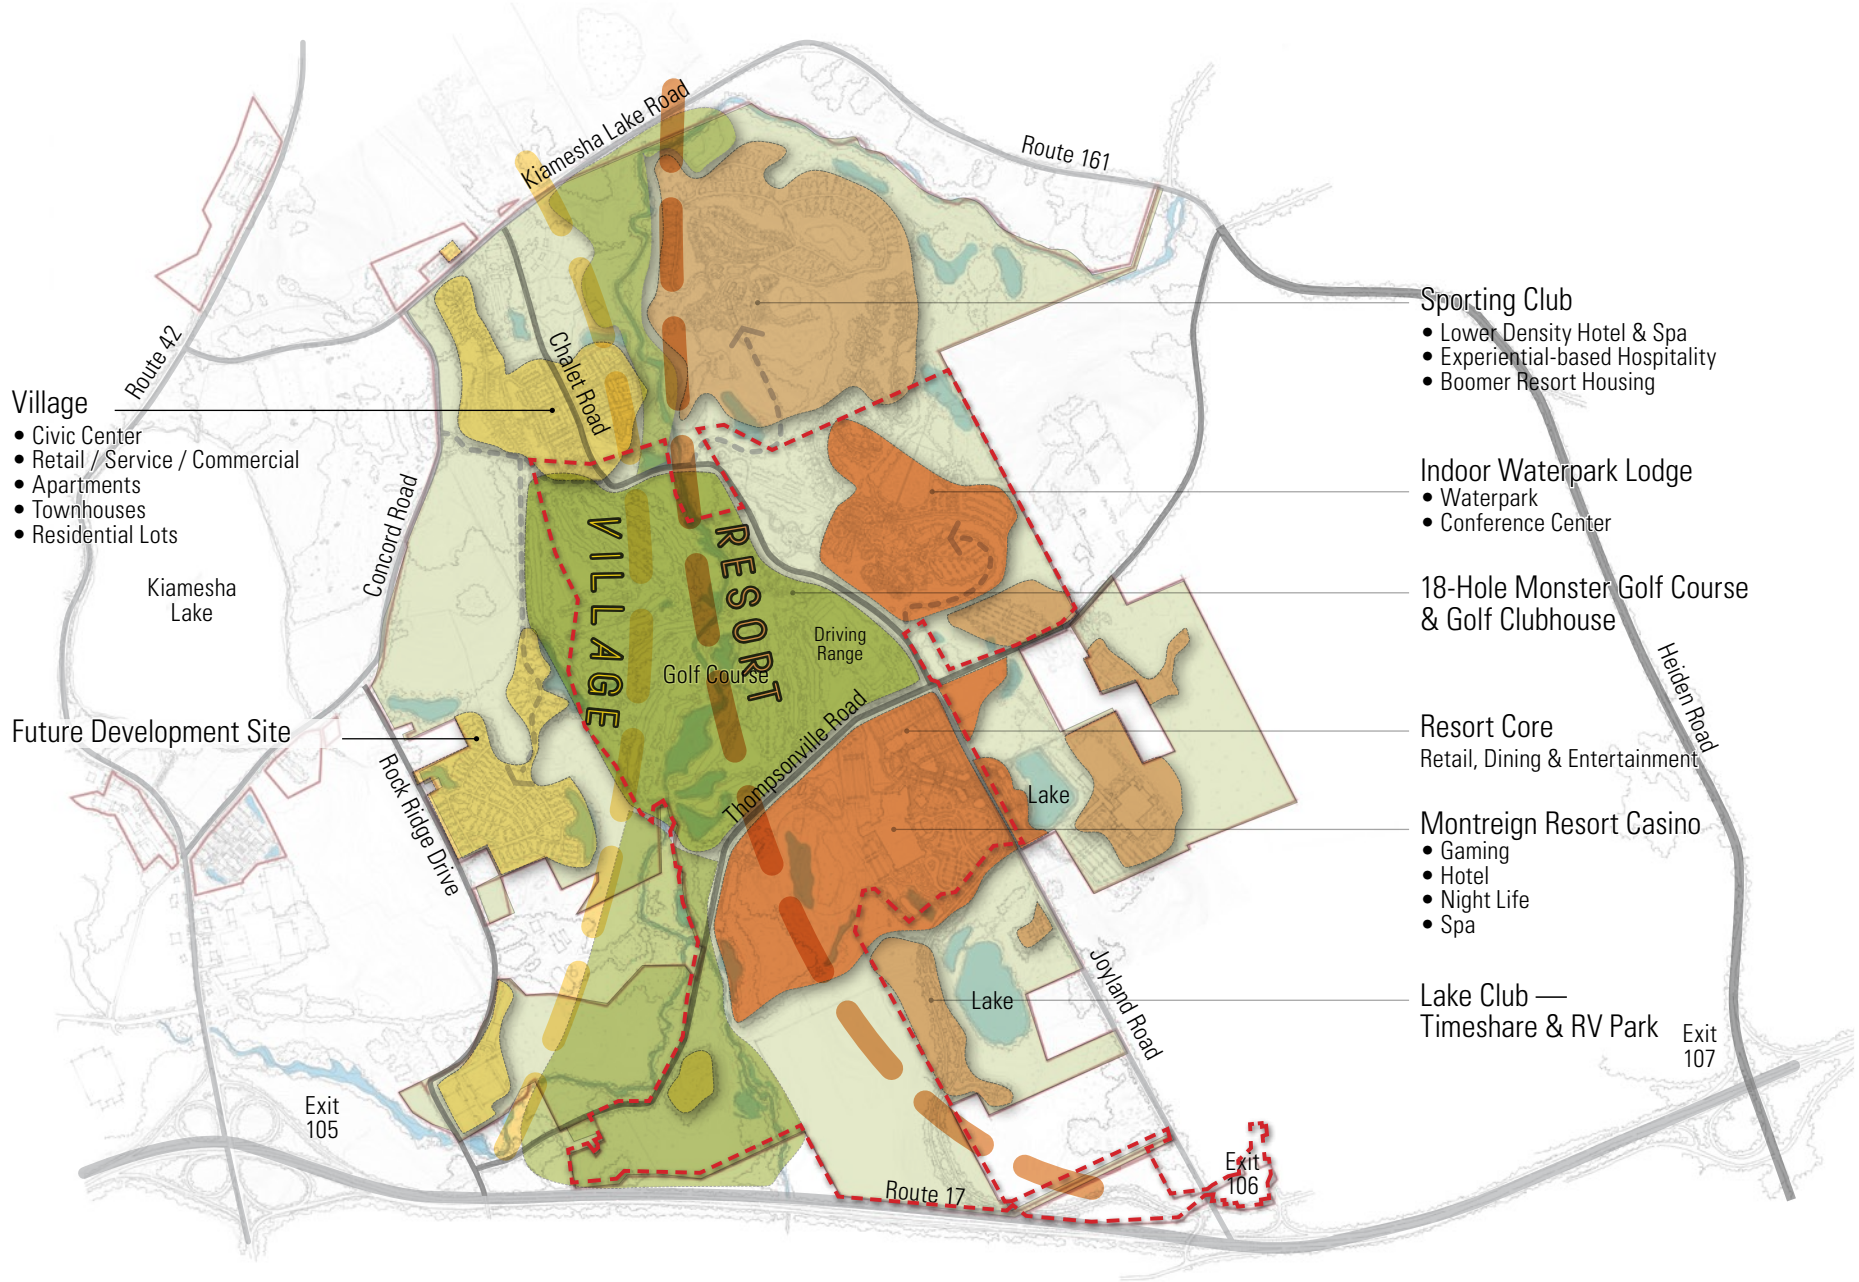 Kiamesha Lake Road
Route 161
Route 42
Chalet Road
Village
• Civic Center
• Retail / Service / Commercial
• Apartments
• Townhouses
• Residential Lots
Kiamesha
Lake
Concord Road
VILLAGE
RESORT
Driving
Range
Golf Course
Thompsonville Road
Future Development Site
Rock Ridge Drive
Sporting Club
• Lower Density Hotel & Spa
• Experiential-based Hospitality
• Boomer Resort Housing
Indoor Waterpark Lodge
• Waterpark
• Conference Center
18-Hole Monster Golf Course
& Golf Clubhouse
Heiden Road
Resort Core
Retail, Dining & Entertainment
Lake
Montreign Resort Casino
• Gaming
• Hotel
• Night Life
• Spa
Joyland Road
Lake
Lake Club —
Timeshare & RV Park
Exit
107
Exit
105
Exit
106
Route 17